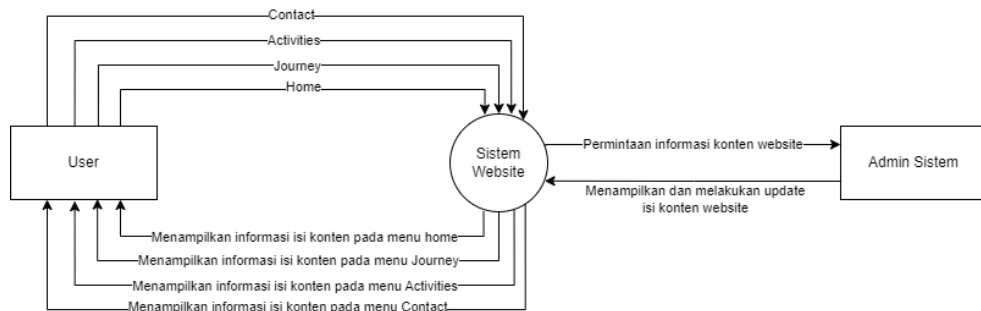 Contact
Activities
Journey
Home
User
Sistem
Website
Permintaan informasi konten website
Admin Sistem
Menampilkan dan melakukan update
isi konten website
Menampilkan informasi isi konten pada menu home
Menampilkan informasi isi konten pada menu Journey
Menampilkan informasi isi konten pada menu Activities
Menampilkan informasi isi konten pada menu Contact